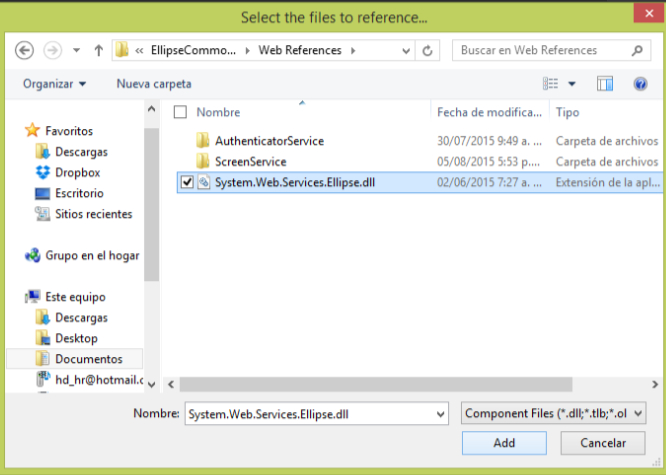 Select the files to reference...
« EllipseCommo... Web References
Buscar en Web References
Organizar
Nueva carpeta
Nombre Fecha de modifica... Tipo
AuthenticatorService 30/07/2015 9:49 a. ... Carpeta de archivos
ScreenService 05/08/2015 5:53 p.... Carpeta de archivos
System.Web.Services.Ellipse.dll 02/06/2015 7:27 a. ... Extensión de la apl...
Favoritos
Descargas
Dropbox
Escritorio
Sitios recientes
Grupo en el hogar
Este equipo
Descargas
Desktop
Documentos
hd_hr@hotmail.c
Nombre: System.Web.Services.Ellipse.dll
Component Files (*.dll;*.tlb;*.ol
Add
Cancelar